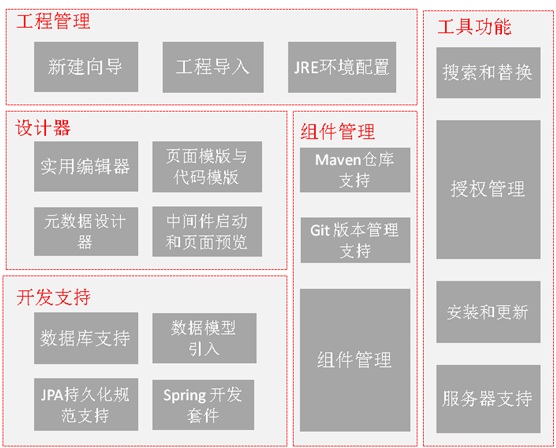 工程管理
新建向导
工程导入
JRE环境配置
设计器
实用编辑器
页面模版与
代码模版
元数据设计
器
中间件启动
和页面预览
开发支持
数据库支持
数据模型
引入
JPA持久化规
范支持
Spring 开发
套件
组件管理
Maven仓库
支持
Git 版本管理
支持
组件管理
工具功能
搜索和替换
授权管理
安装和更新
服务器支持